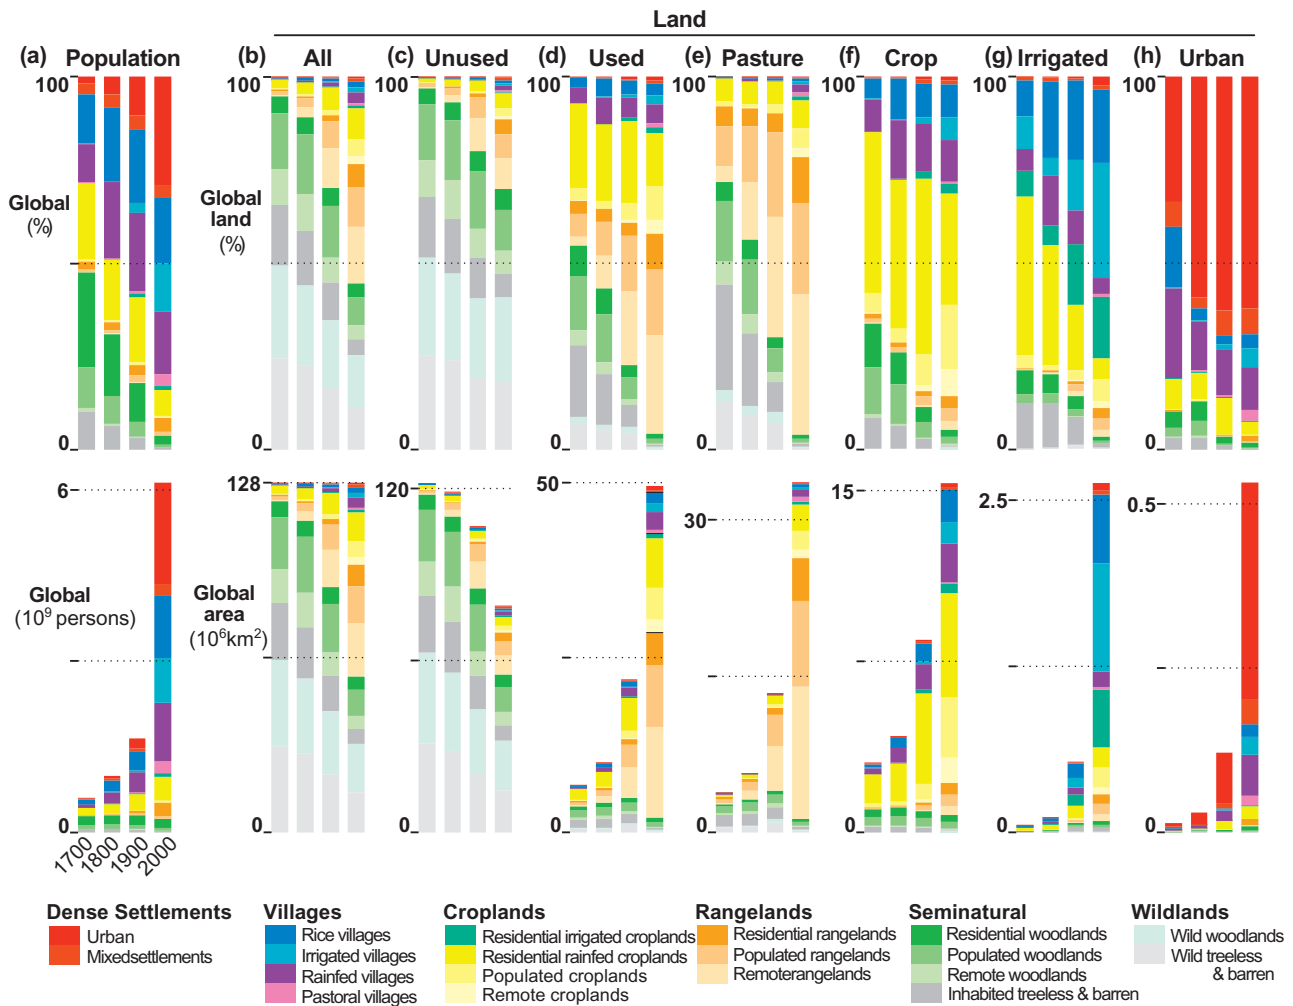 Land
(a) Population
(b) All
(c) Unused
(d) Used
(e) Pasture
(f) Crop
(g) Irrigated
(h) Urban
100 100 100 100 100 100 100 100
Global
(%)
Global
land
(%)
0 0 0 0 0 0 0 0
6 128 120 50 30 15 2.5 0.5
Global
(10⁹ persons)
Global
area
(10⁶km²)
0 0 0 0 0 0 0 0
1700 1800 1900 2000
Dense Settlements
Urban
Mixedsettlements
Villages
Rice villages
Irrigated villages
Rainfed villages
Pastoral villages
Croplands
Residential irrigated croplands
Residential rainfed croplands
Populated croplands
Remote croplands
Rangelands
Residential rangelands
Populated rangelands
Remoterangelands
Seminatural
Residential woodlands
Populated woodlands
Remote woodlands
Inhabited treeless & barren
Wildlands
Wild woodlands
Wild treeless
& barren